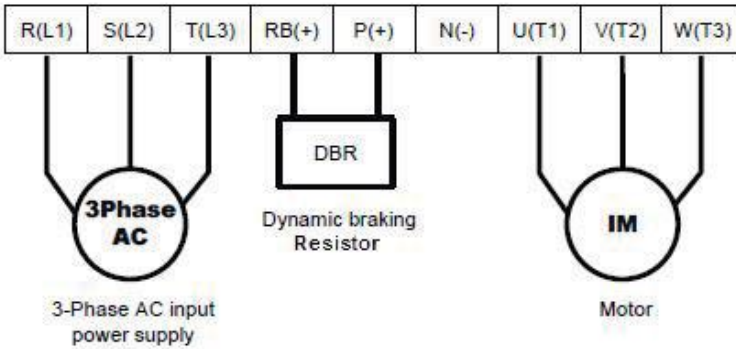 R(L1) S(L2) T(L3) RB(+) P(+) N(-) U(T1) V(T2) W(T3)
DBR
3Phase
AC
IM
Dynamic braking
Resistor
3-Phase AC input
power supply
Motor